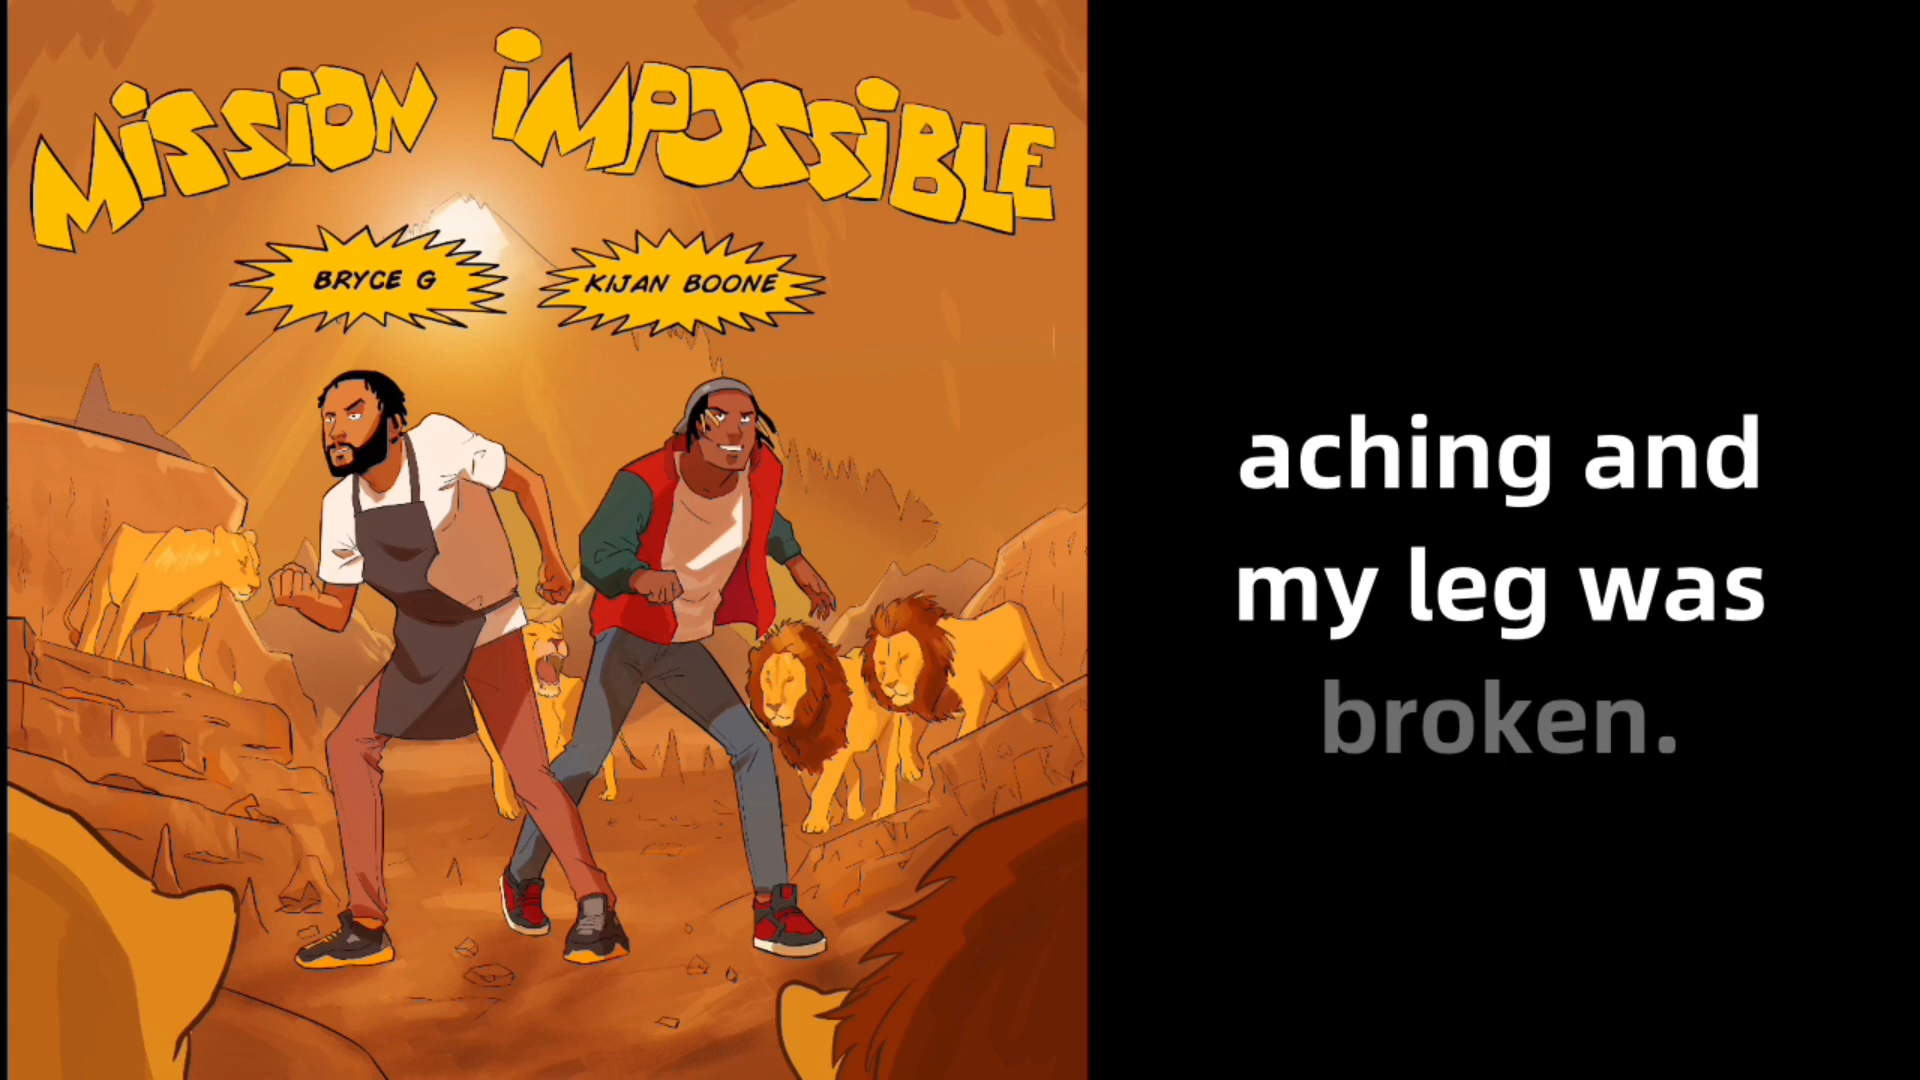 MiSSiON iMPOSSiBLE
BRYCE G
KIJAN BOONE
aching and
my leg was
broken.